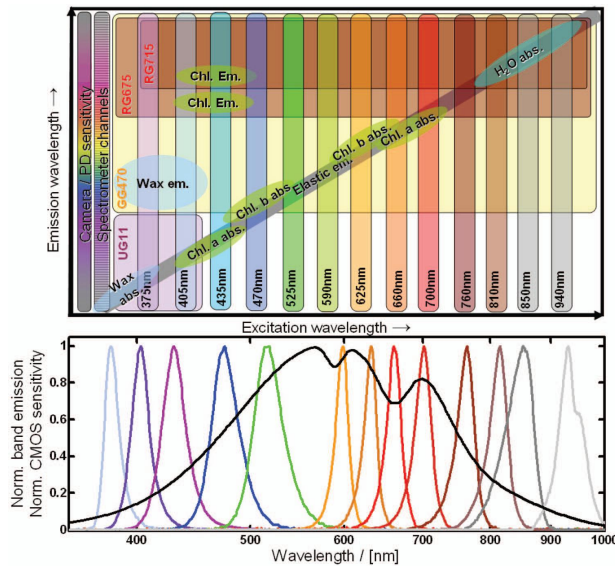 Emission wavelength →
Camera / PD sensitivity
Spectrometer channels
RG675
RG715
GG470
UG11
Chl. Em.
Chl. Em.
H2O abs.
Wax em.
Chl. b abs.
Chl. a abs.
Elastic em.
Chl. b abs.
Chl. a abs.
Wax abs.
375nm
405nm
435nm
470nm
525nm
590nm
625nm
660nm
700nm
760nm
810nm
850nm
940nm
Excitation wavelength →
Norm. band emission
Norm. CMOS sensitivity
1
0.8
0.6
0.4
0.2
0
400 500 600 700 800 900 1000
Wavelength / [nm]